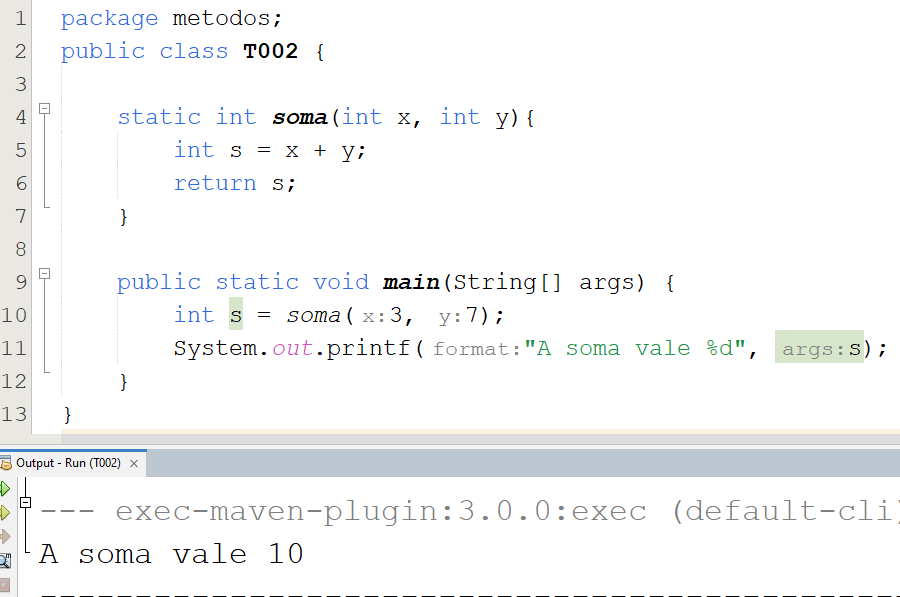 1 package metodos;
2 public class T002 {
3
4 static int soma(int x, int y){
5 int s = x + y;
6 return s;
7 }
8
9 public static void main(String[] args) {
10 int s = soma( x:3, y:7);
11 System.out.printf( format:"A soma vale %d", args:s);
12 }
13 }
Output - Run (T002) ×
--- exec-maven-plugin:3.0.0:exec (default-cli)
A soma vale 10
------------------------------------------------